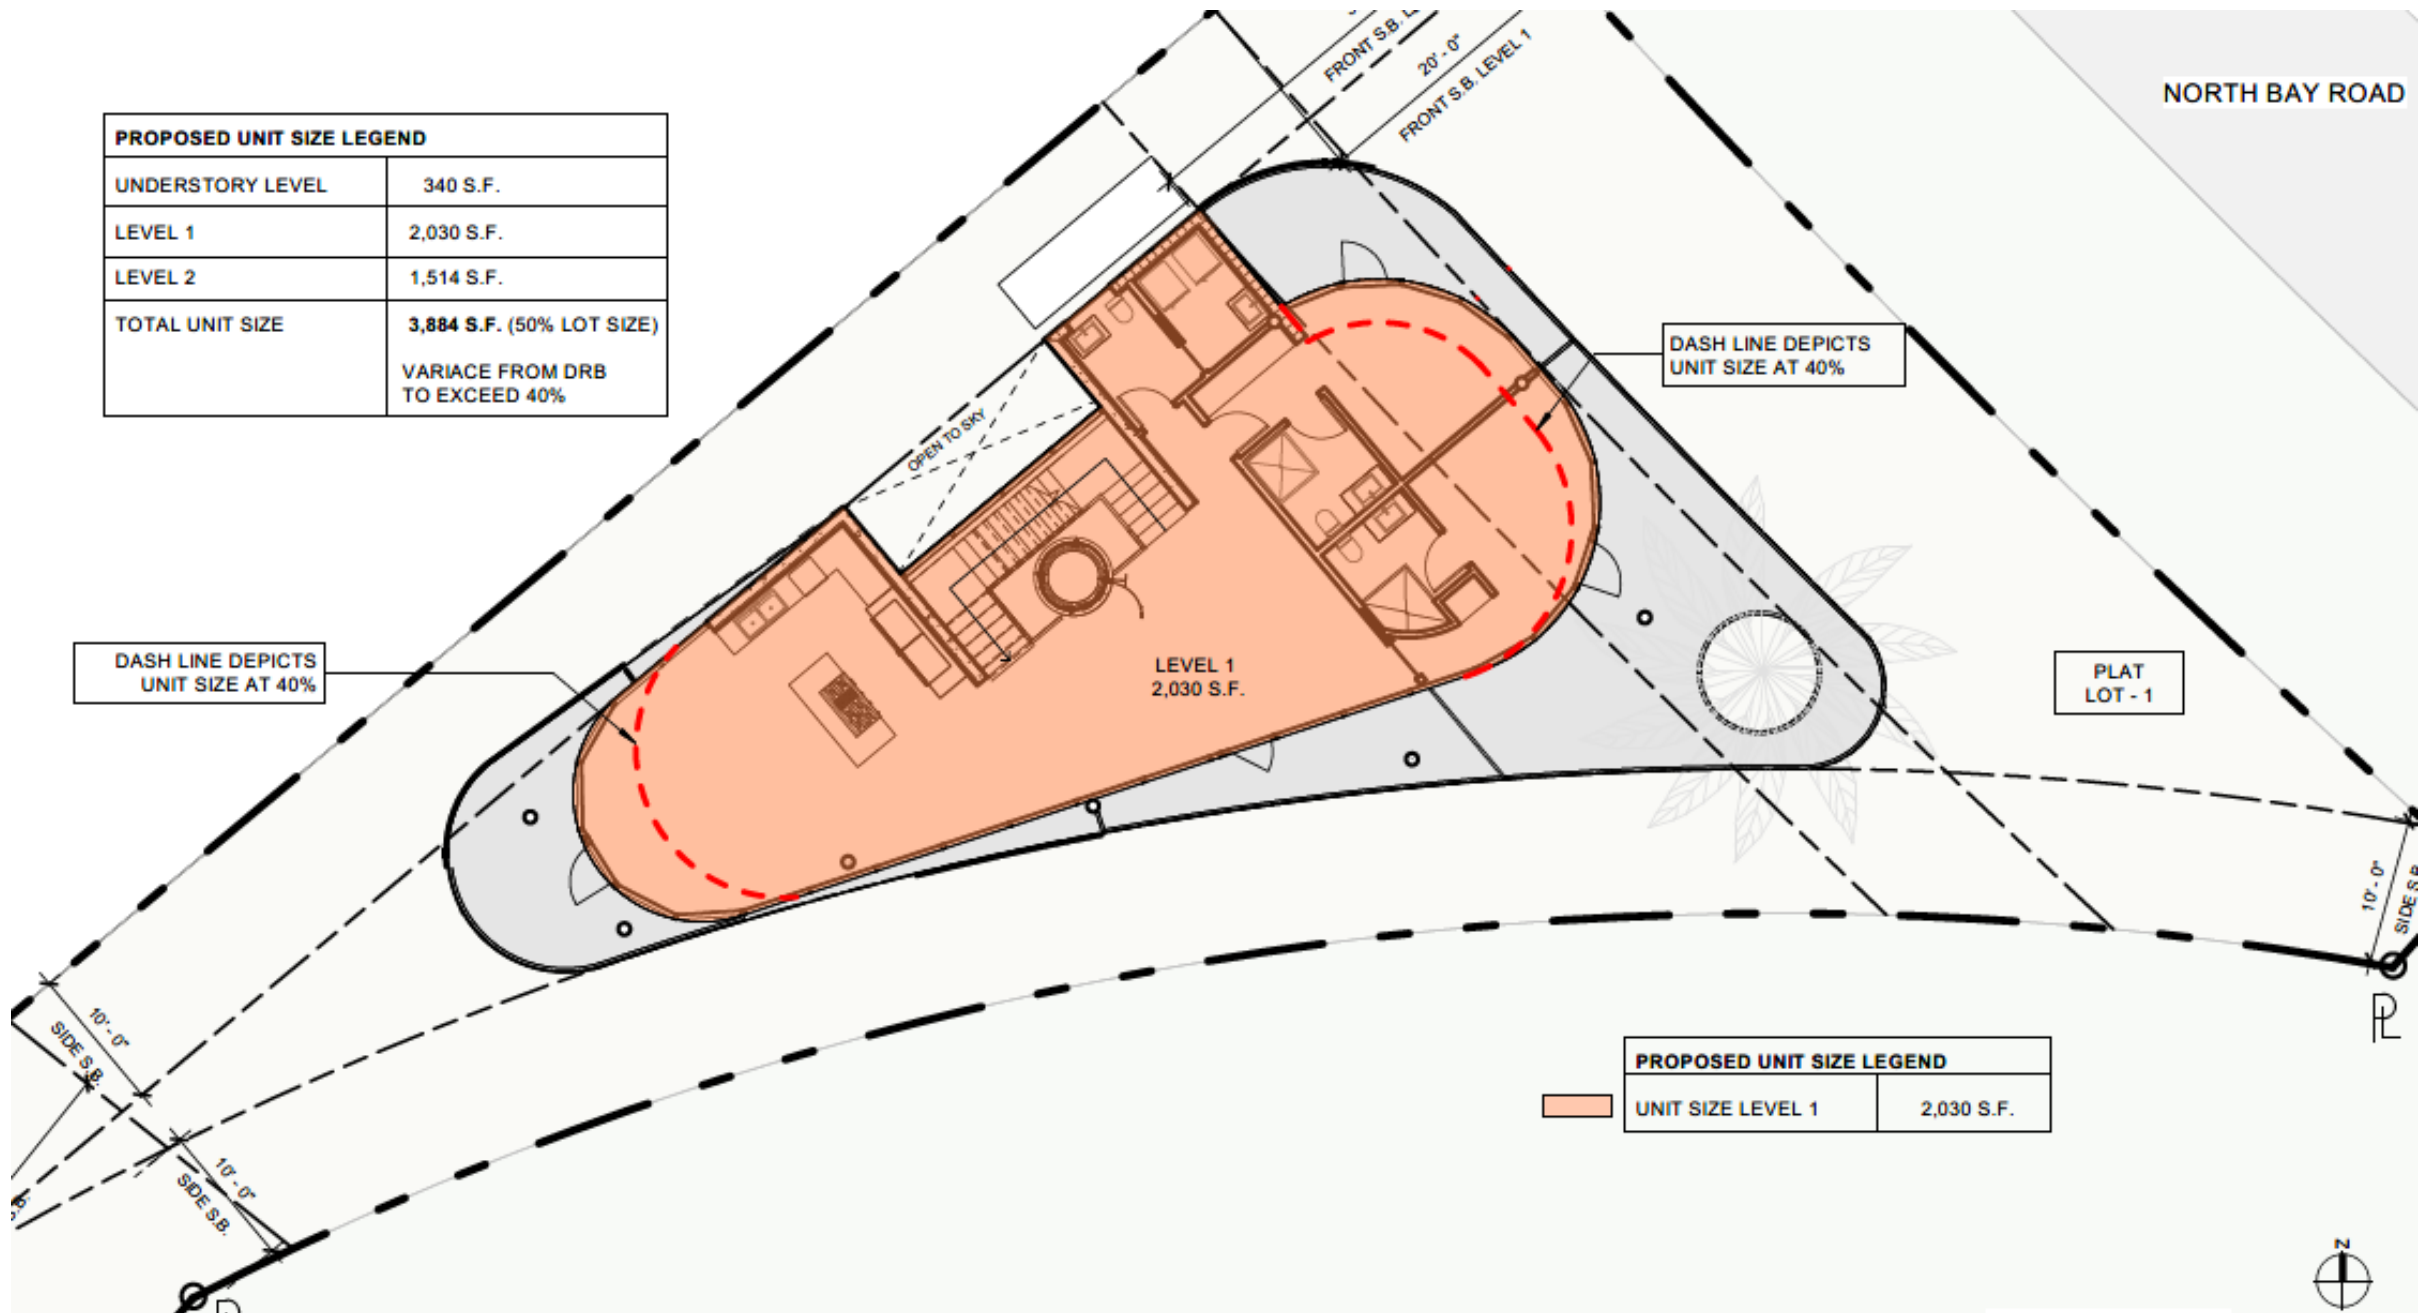 FRONT S.B. L
20'- 0"
FRONT S.B. LEVEL 1
NORTH BAY ROAD
PROPOSED UNIT SIZE LEGEND
UNDERSTORY LEVEL 340 S.F.
LEVEL 1 2,030 S.F.
LEVEL 2 1,514 S.F.
TOTAL UNIT SIZE 3,884 S.F. (50% LOT SIZE)
VARIACE FROM DRB
TO EXCEED 40%
DASH LINE DEPICTS
UNIT SIZE AT 40%
OPEN TO SKY
DASH LINE DEPICTS
UNIT SIZE AT 40%
LEVEL 1
2,030 S.F.
PLAT
LOT - 1
10'- 0"
SIDE S.B.
10'- 0"
SIDE S.B.
10'- 0"
SIDE S.B.
PL
PROPOSED UNIT SIZE LEGEND
UNIT SIZE LEVEL 1 2,030 S.F.
S.B.
N